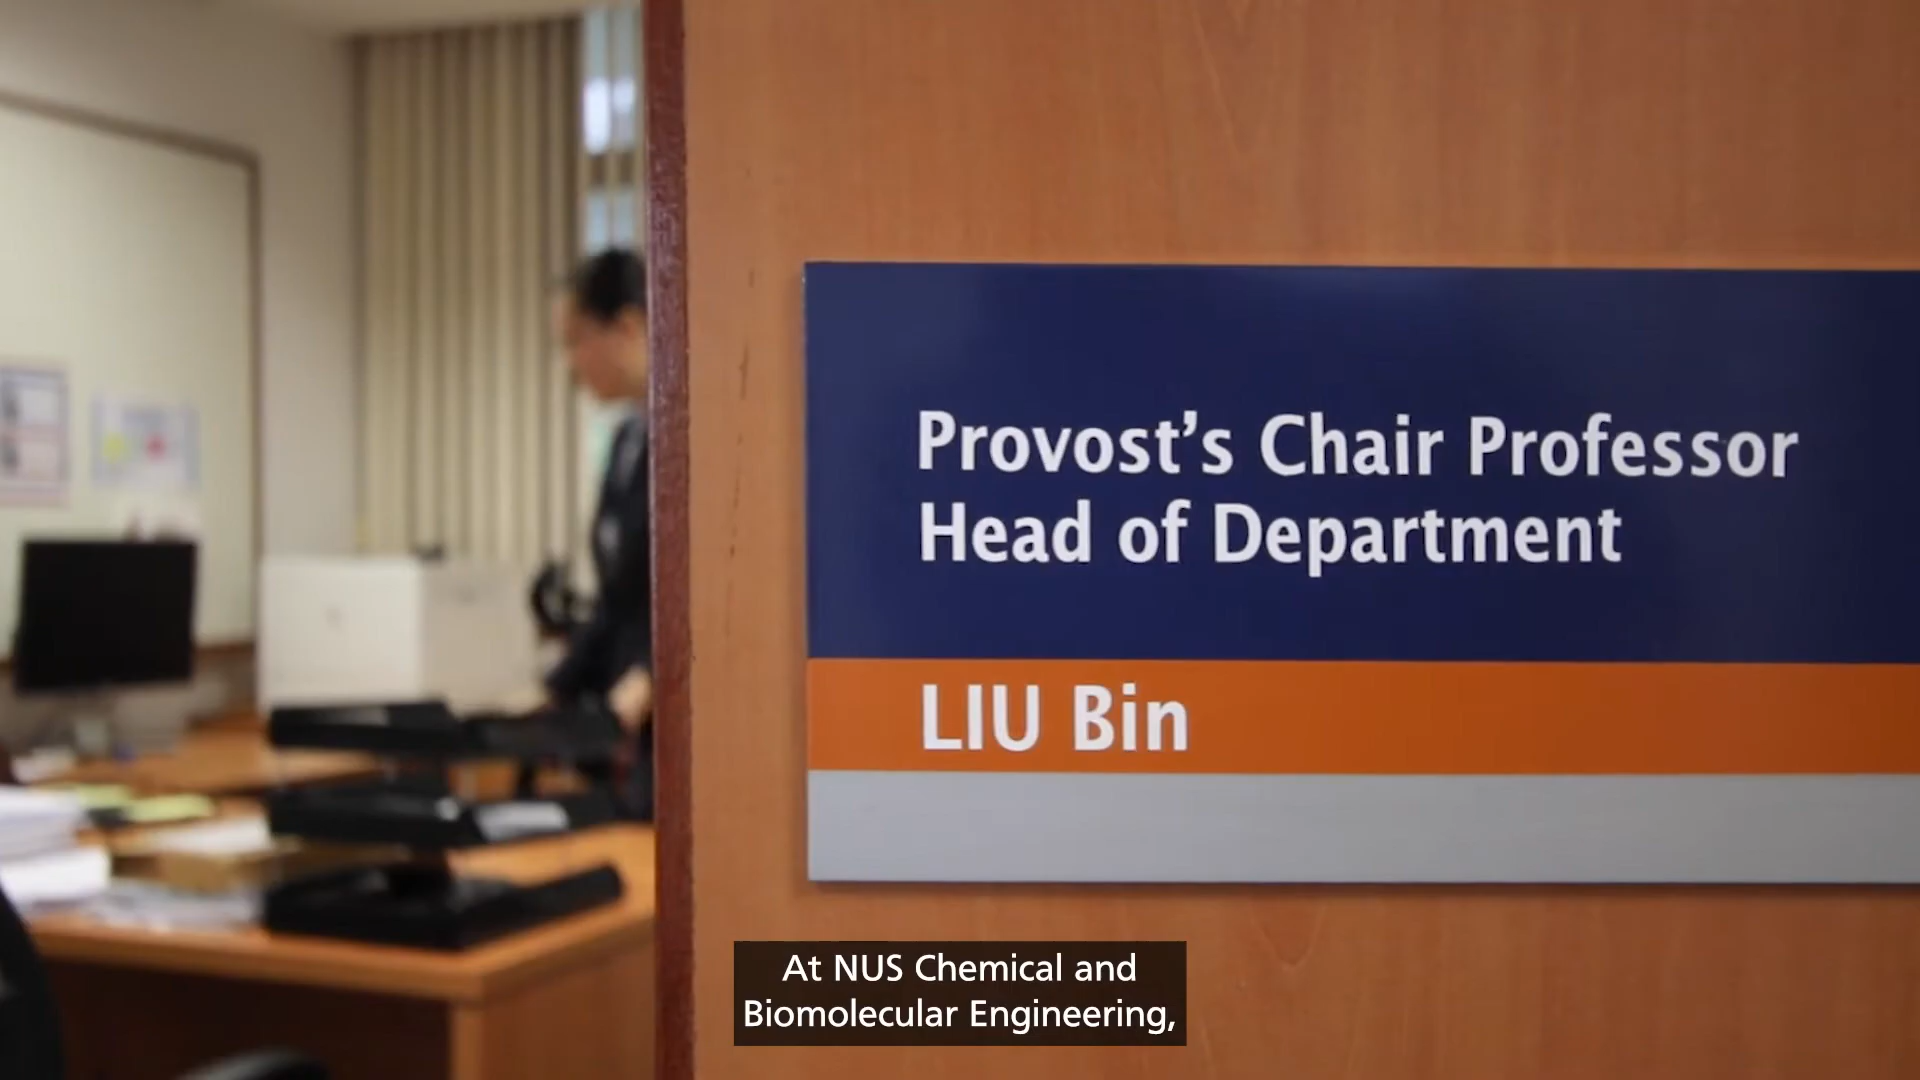 Provost's Chair Professor
Head of Department
LIU Bin
At NUS Chemical and
Biomolecular Engineering,